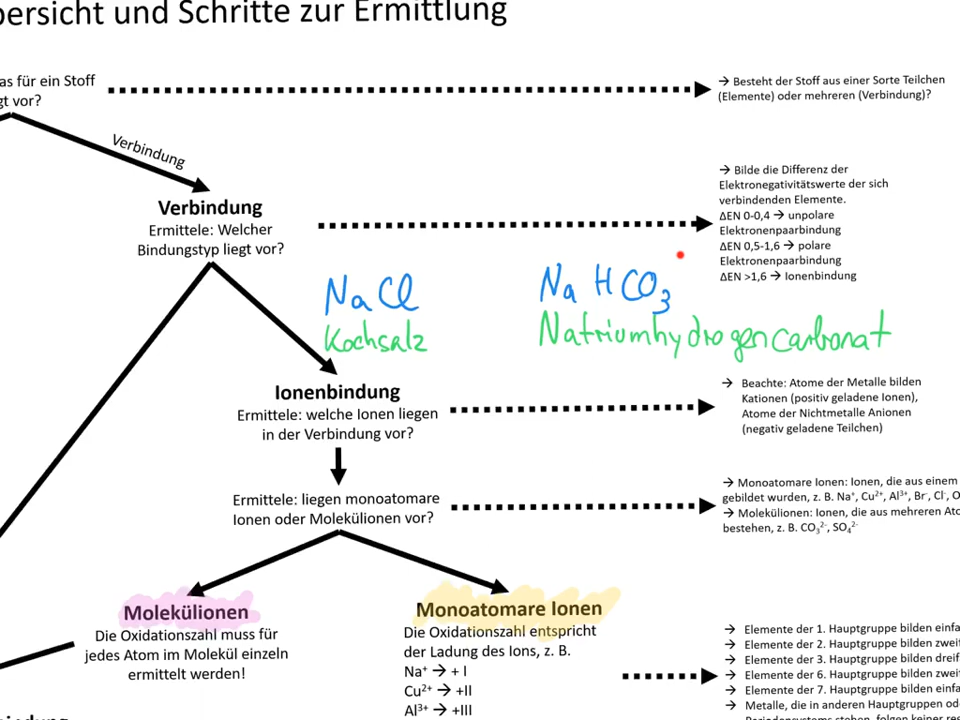 bersicht und Schritte zur Ermittlung
as für ein Stoff
gt vor?
→ Besteht der Stoff aus einer Sorte Teilchen
(Elemente) oder mehreren (Verbindung)?
Verbindung
Verbindung
Ermittele: Welcher
Bindungstyp liegt vor?
→ Bilde die Differenz der
Elektronegativitätswerte der sich
verbindenden Elemente.
ΔEN 0-0,4 → unpolare
Elektronenpaarbindung
ΔEN 0,5-1,6 → polare
Elektronenpaarbindung
ΔEN >1,6 → Ionenbindung
NaCl
Kochsalz
NaHCO₃
Natriumhydrogencarbonat
Ionenbindung
Ermittele: welche Ionen liegen
in der Verbindung vor?
→ Beachte: Atome der Metalle bilden
Kationen (positiv geladene Ionen),
Atome der Nichtmetalle Anionen
(negativ geladene Teilchen)
Ermittele: liegen monoatomare
Ionen oder Molekülionen vor?
→ Monoatomare Ionen: Ionen, die aus einem
gebildet wurden, z. B. Na⁺, Cu²⁺, Al³⁺, Br⁻, Cl⁻, O
→ Molekülionen: Ionen, die aus mehreren Ato
bestehen, z. B. CO₃²⁻, SO₄²⁻
Molekülionen
Die Oxidationszahl muss für
jedes Atom im Molekül einzeln
ermittelt werden!
Monoatomare Ionen
Die Oxidationszahl entspricht
der Ladung des Ions, z. B.
Na⁺ → + I
Cu²⁺ → +II
Al³⁺ → +III
→ Elemente der 1. Hauptgruppe bilden einfa
→ Elemente der 2. Hauptgruppe bilden zweif
→ Elemente der 3. Hauptgruppe bilden dreif
→ Elemente der 6. Hauptgruppe bilden zweif
→ Elemente der 7. Hauptgruppe bilden einfa
→ Metalle, die in anderen Hauptgruppen od